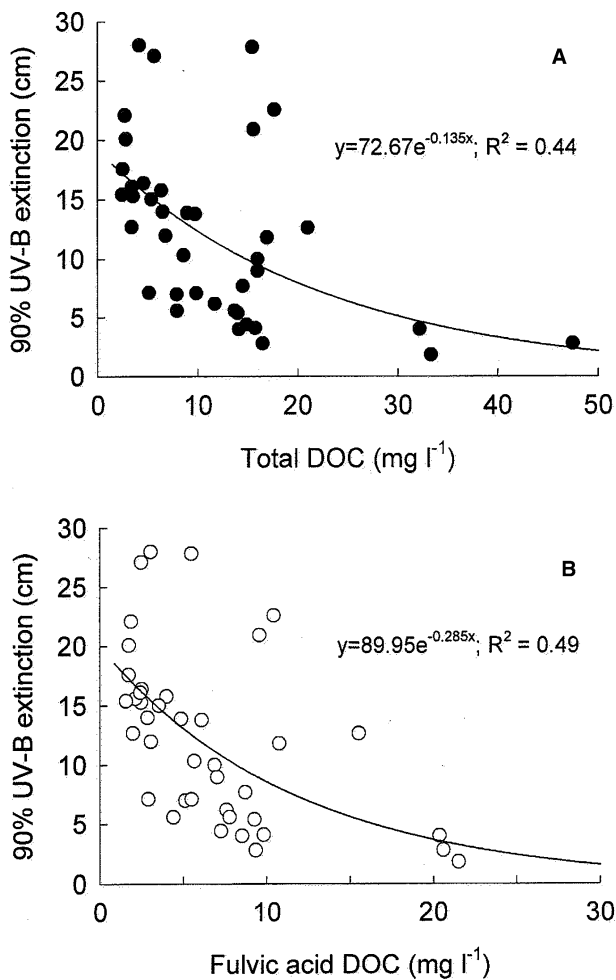 A
y=72.67e^-0.135x; R² = 0.44
90% UV-B extinction (cm)
30
25
20
15
10
5
0
0 10 20 30 40 50
Total DOC (mg l⁻¹)
B
y=89.95e^-0.285x; R² = 0.49
90% UV-B extinction (cm)
30
25
20
15
10
5
0
0 10 20 30
Fulvic acid DOC (mg l⁻¹)